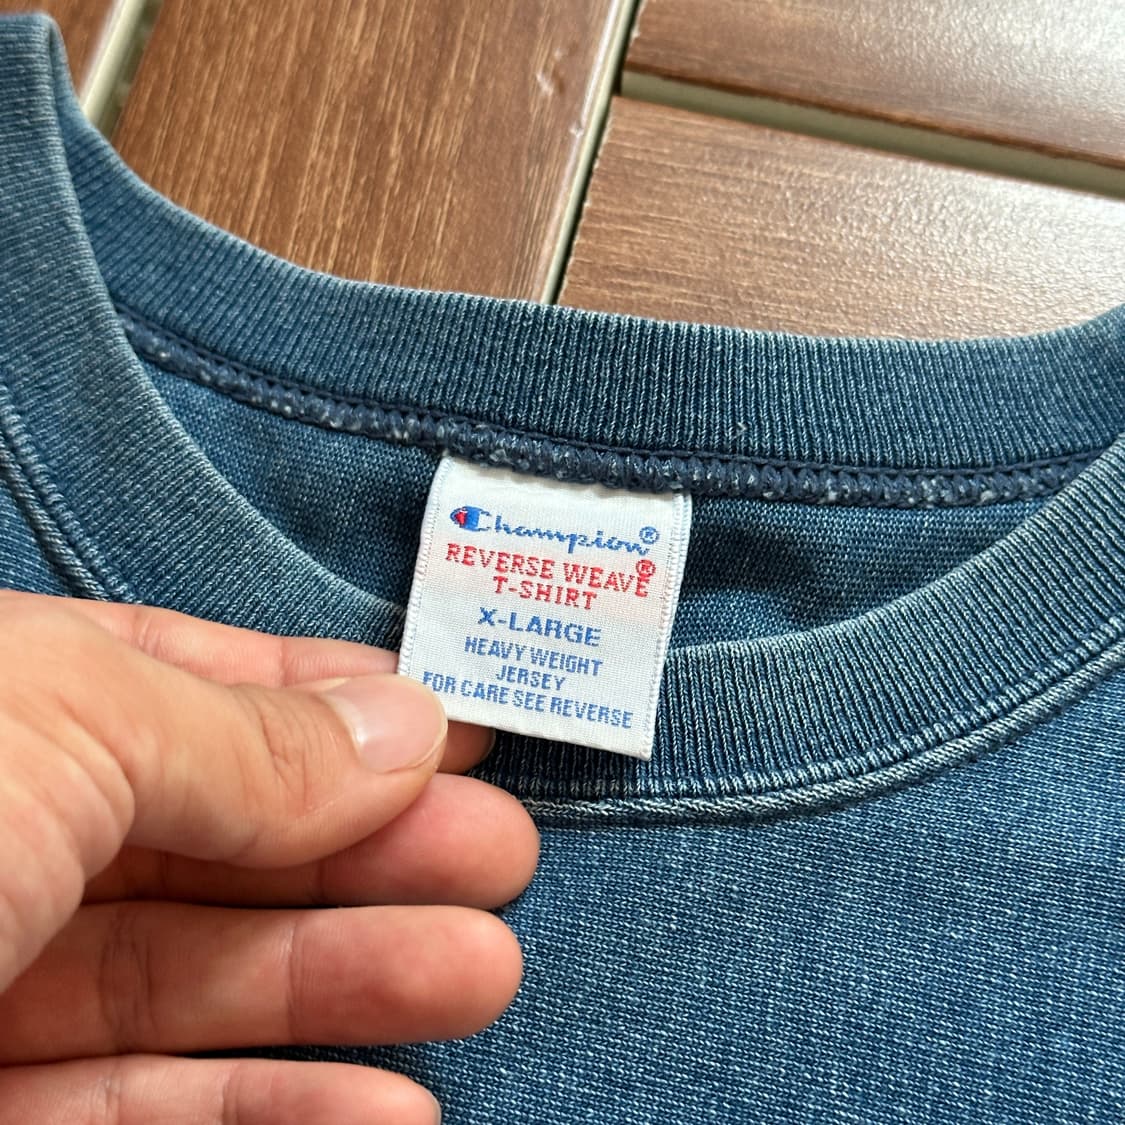 Champion®
REVERSE WEAVE®
T-SHIRT
X-LARGE
HEAVY WEIGHT
JERSEY
FOR CARE SEE REVERSE